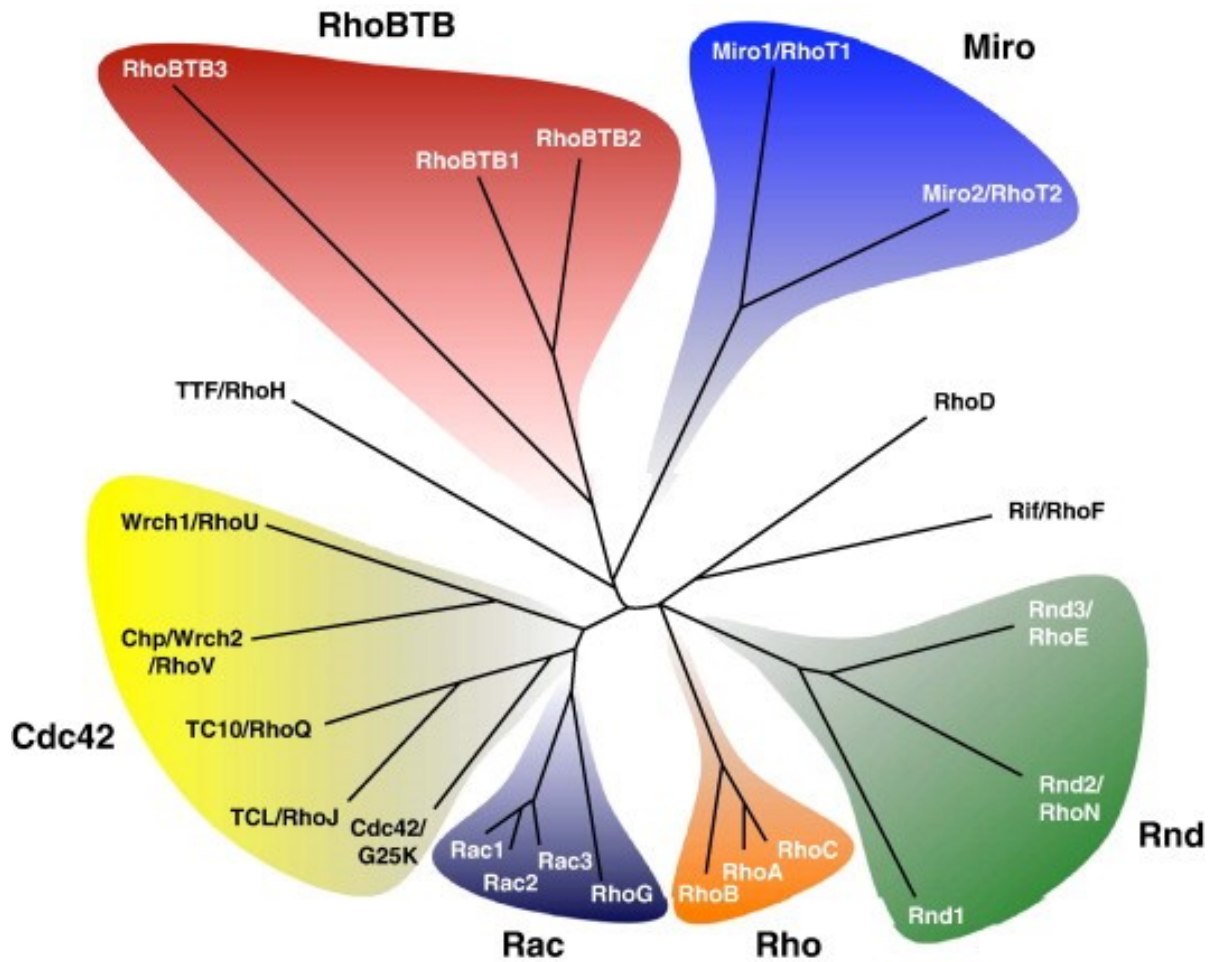 RhoBTB
Miro
RhoBTB3
Miro1/RhoT1
RhoBTB2
RhoBTB1
Miro2/RhoT2
TTF/RhoH
RhoD
Wrch1/RhoU
Rif/RhoF
Chp/Wrch2
/RhoV
Rnd3/
RhoE
Cdc42
TC10/RhoQ
TCL/RhoJ
Cdc42/
G25K
Rnd2/
RhoN
Rnd
Rac1
Rac2
Rac3
RhoG
RhoB
RhoA
RhoC
Rnd1
Rac
Rho